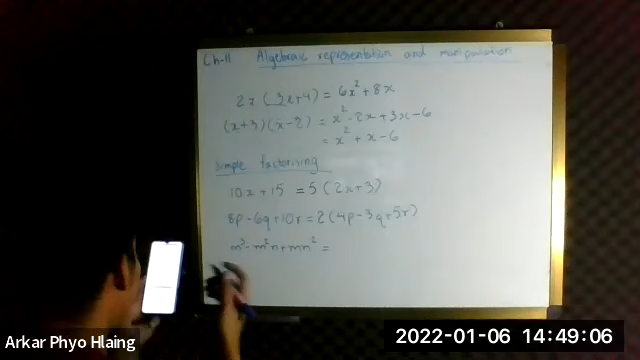 Ch-11 Algebraic representation and manipulation
2x (3x+4) = 6x² + 8x
(x+3)(x-2) = x² - 2x + 3x - 6
= x² + x - 6
Simple factorising
10x + 15 = 5 (2x+3)
8p - 6q + 10r = 2 (4p - 3q + 5r)
m³ - m²n + mn² =
Arkar Phyo Hlaing
2022-01-06 14:49:06